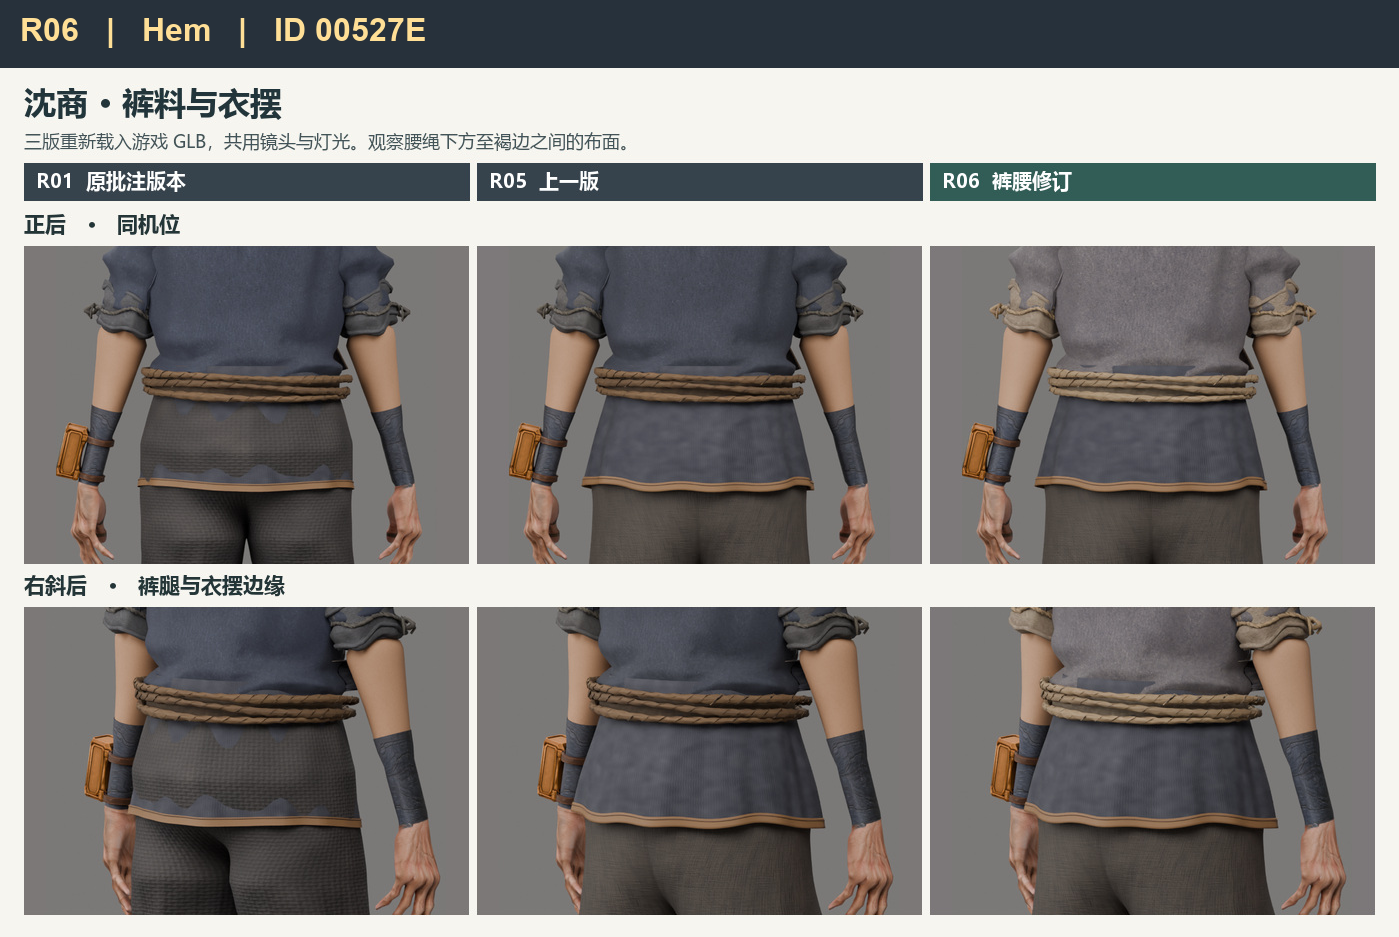 R06 | Hem | ID 00527E
沈商・裤料与衣摆
三版重新载入游戏 GLB，共用镜头与灯光。观察腰绳下方至褐边之间的布面。
R01 原批注版本
R05 上一版
R06 裤腰修订
正后 • 同机位
右斜后 • 裤腿与衣摆边缘